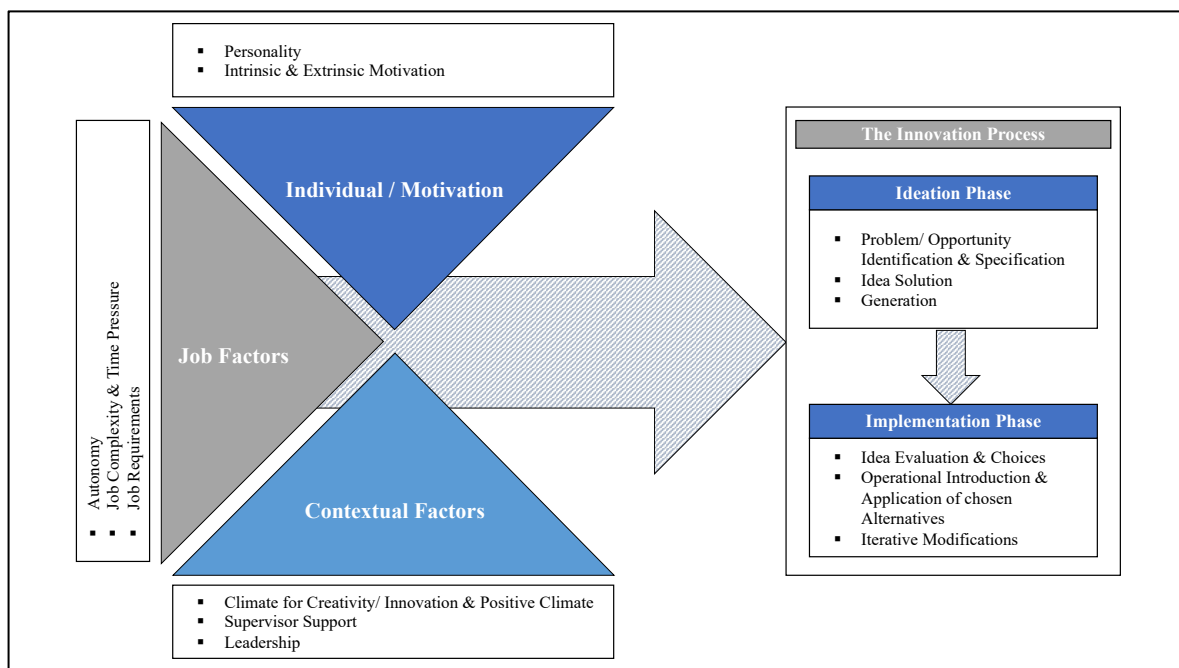 Personality
Intrinsic & Extrinsic Motivation
Individual / Motivation
Job Factors
Autonomy
Job Complexity & Time Pressure
Job Requirements
Contextual Factors
Climate for Creativity/ Innovation & Positive Climate
Supervisor Support
Leadership
The Innovation Process
Ideation Phase
Problem/ Opportunity
Identification & Specification
Idea Solution
Generation
Implementation Phase
Idea Evaluation & Choices
Operational Introduction &
Application of chosen
Alternatives
Iterative Modifications